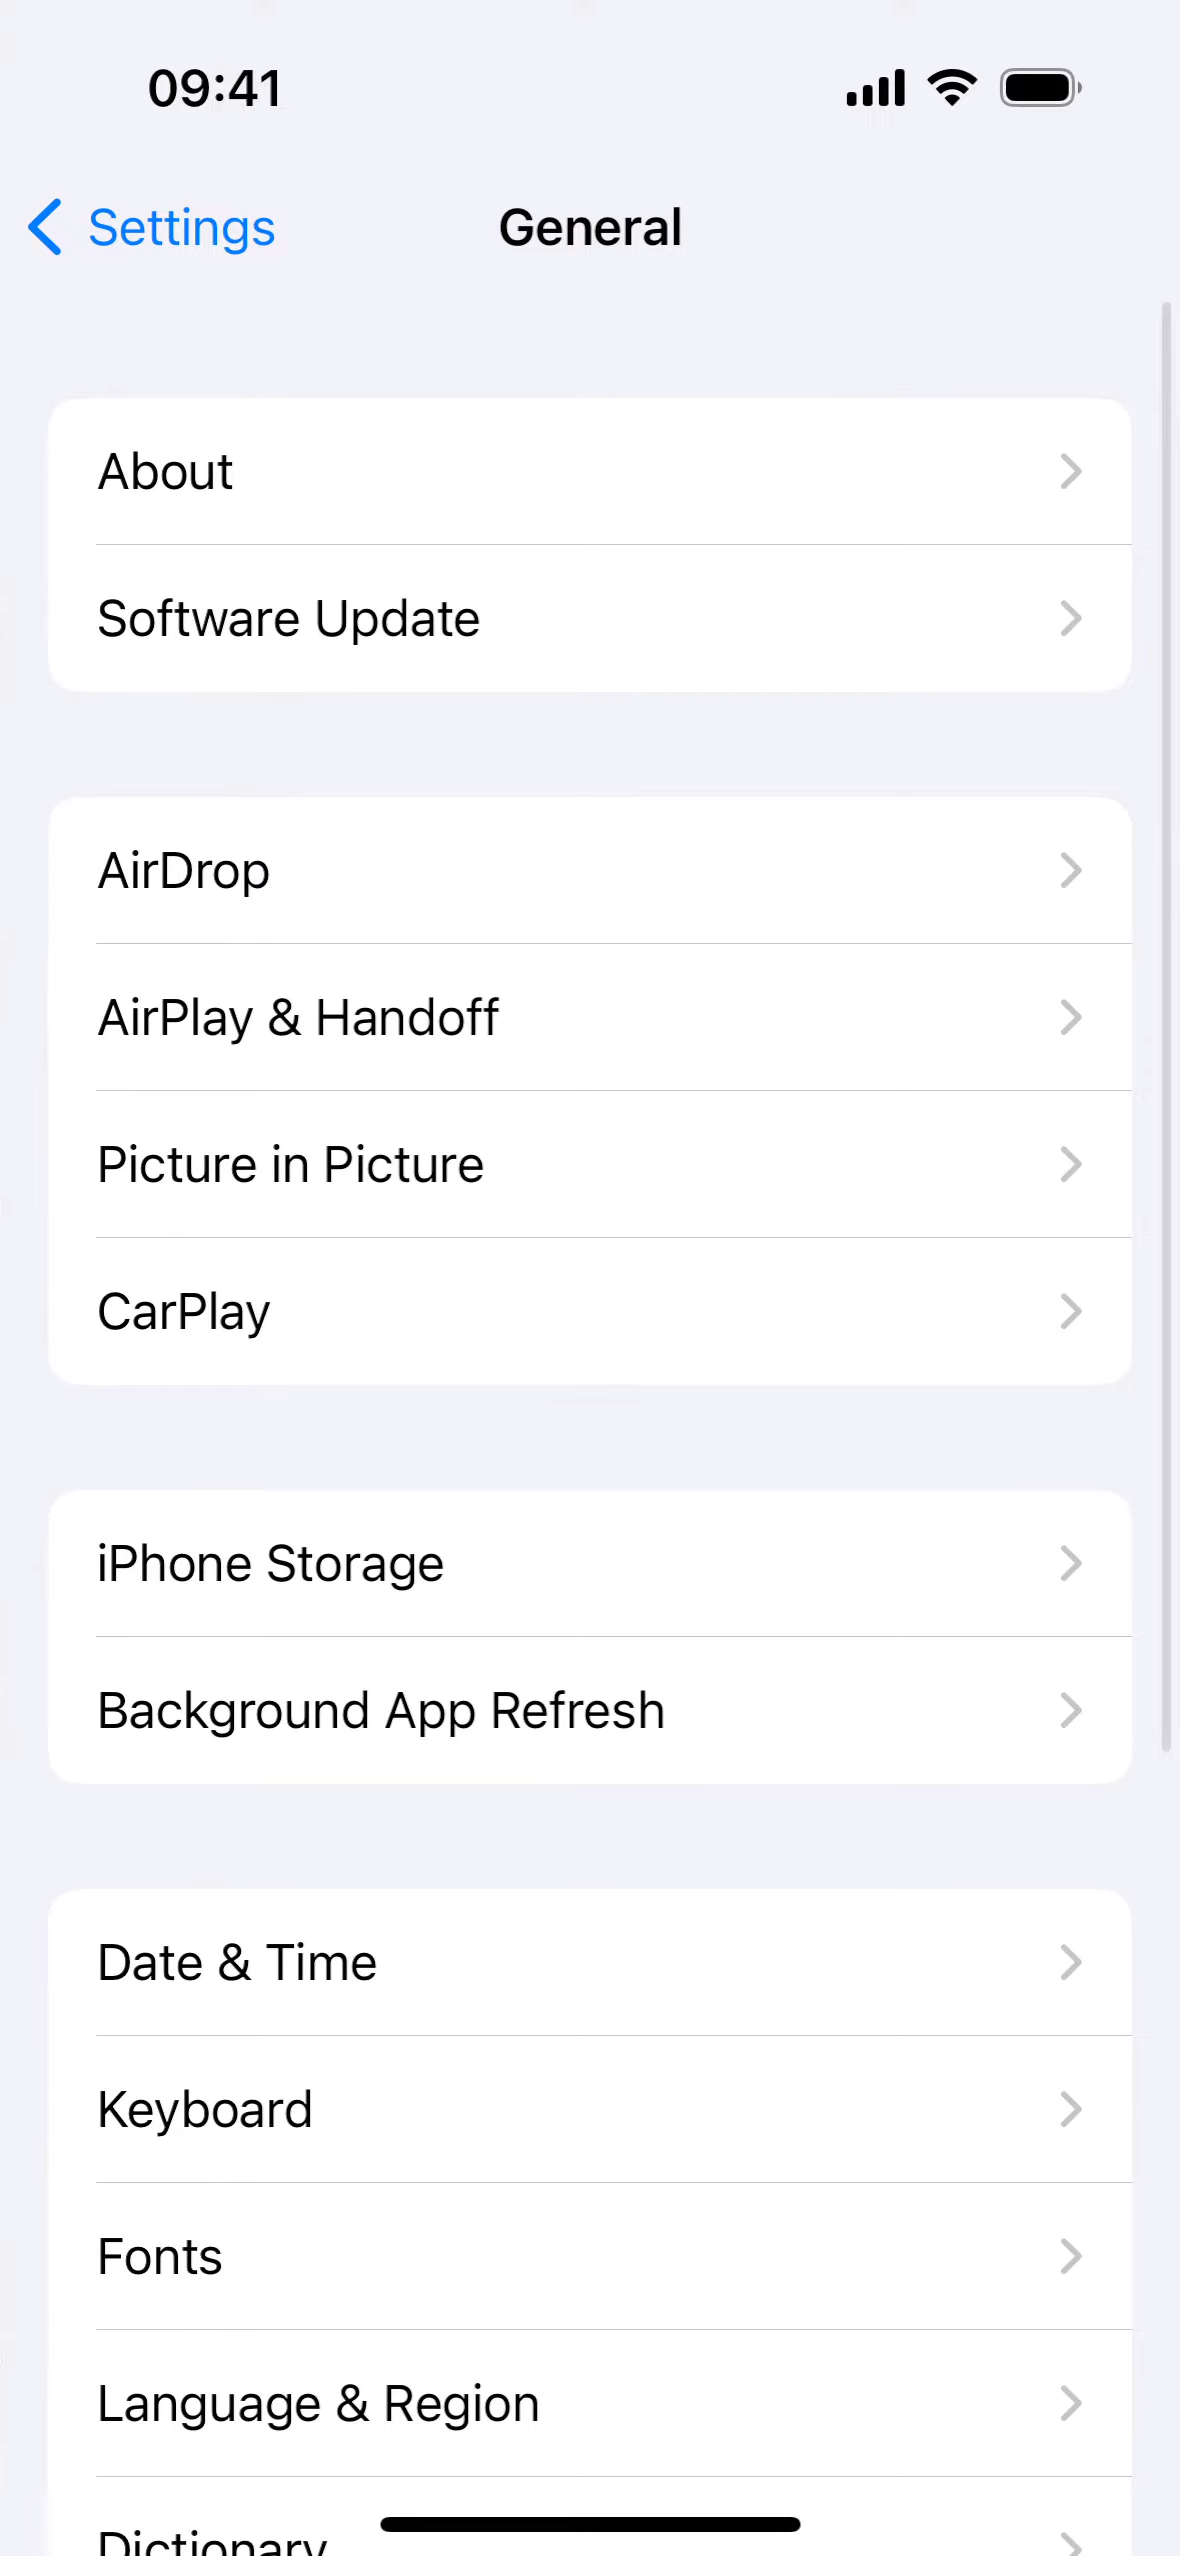 09:41
Settings
General
About
Software Update
AirDrop
AirPlay & Handoff
Picture in Picture
CarPlay
iPhone Storage
Background App Refresh
Date & Time
Keyboard
Fonts
Language & Region
Dictionary